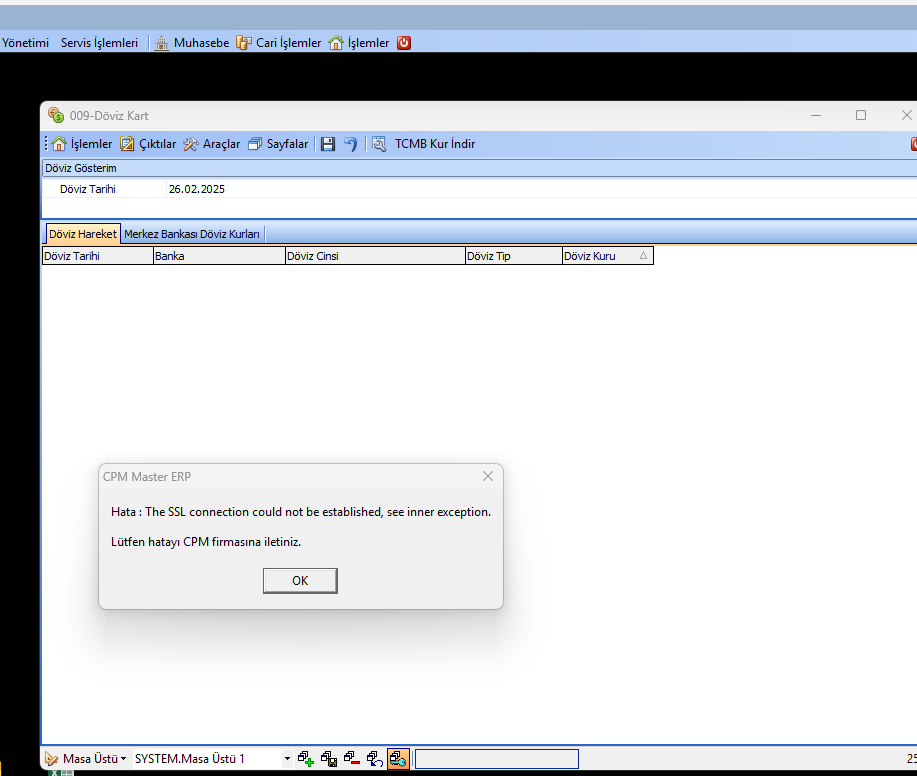 Yönetimi Servis İşlemleri Muhasebe Cari İşlemler İşlemler
009-Döviz Kart
İşlemler Çıktılar Araçlar Sayfalar TCMB Kur İndir
Döviz Gösterim
Döviz Tarihi 26.02.2025
Döviz Hareket Merkez Bankası Döviz Kurları
Döviz Tarihi Banka Döviz Cinsi Döviz Tip Döviz Kuru
CPM Master ERP
Hata : The SSL connection could not be established, see inner exception.
Lütfen hatayı CPM firmasına iletiniz.
OK
Masa Üstü SYSTEM.Masa Üstü 1 25